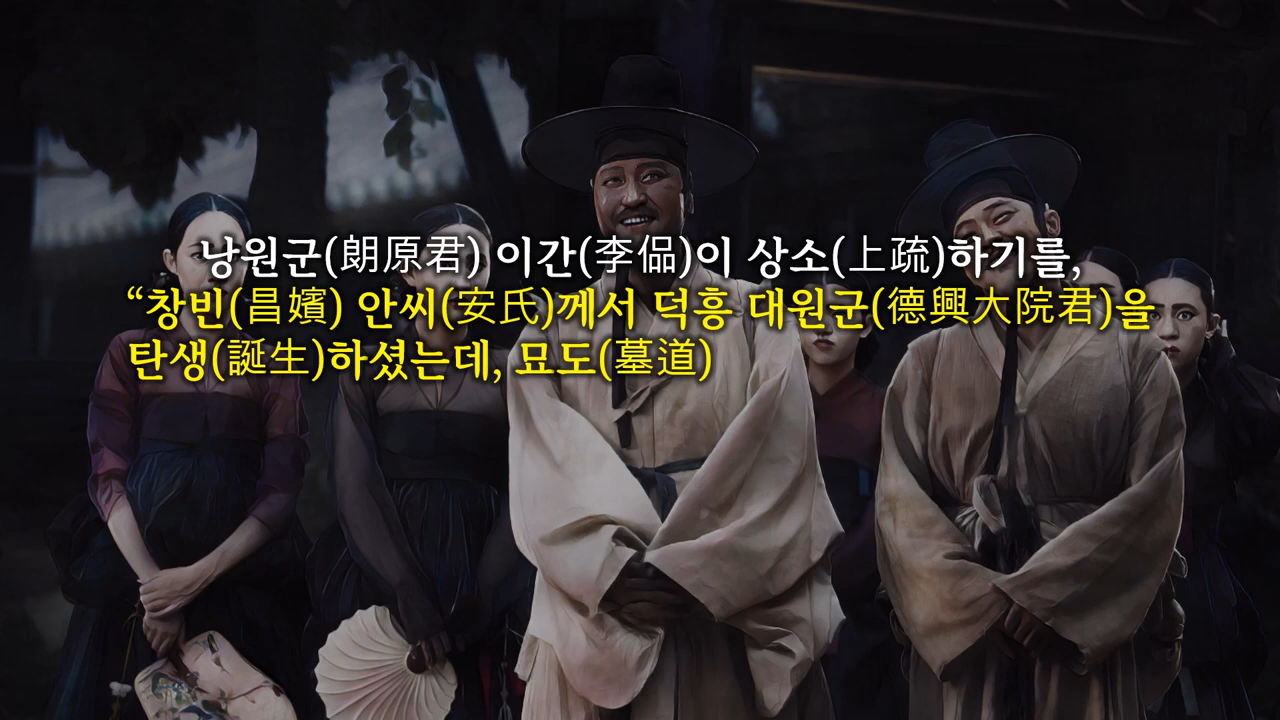 낭원군(朗原君) 이간(李偘)이 상소(上疏)하기를,
“창빈(昌嬪) 안씨(安氏)께서 덕흥 대원군(德興大院君)을
탄생(誕生)하셨는데, 묘도(墓道)